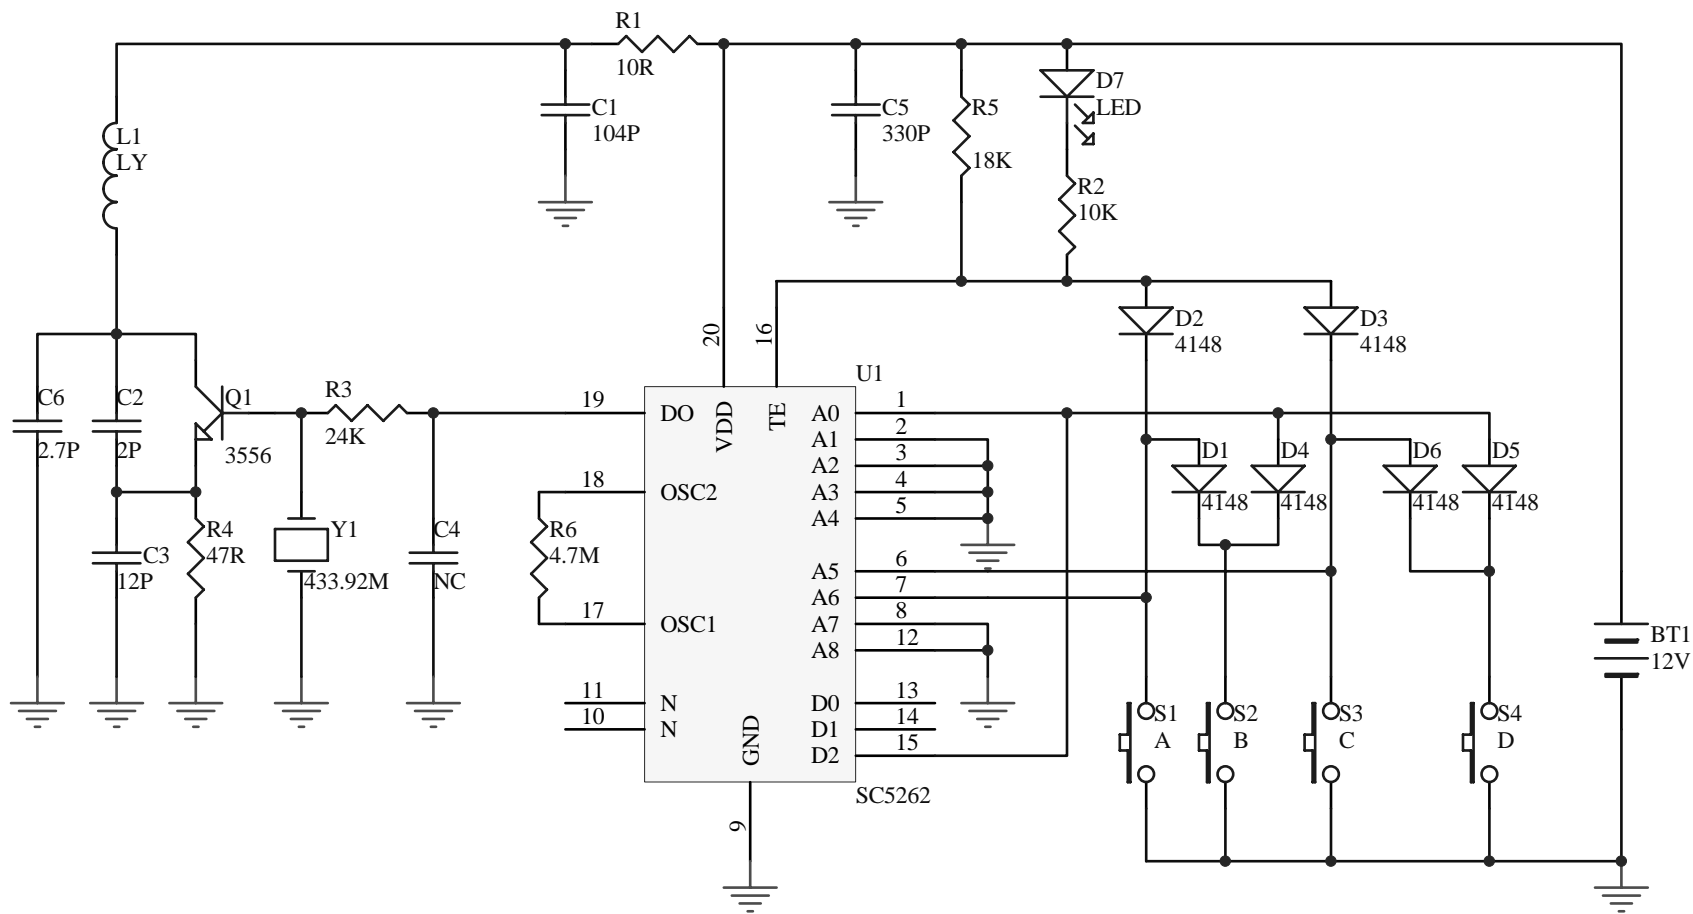 R1
10R
D7
LED
C1
104P
C5
330P
R5
18K
L1
LY
R2
10K
20
16
D2
4148
D3
4148
U1
C6
2.7P
C2
2P
Q1
3556
R3
24K
19
DO
VDD
TE
A0
1
A1
2
A2
3
A3
4
A4
5
18
OSC2
D1
4148
D4
4148
D6
4148
D5
4148
R4
47R
Y1
433.92M
C4
NC
R6
4.7M
C3
12P
A5
6
A6
7
17
OSC1
A7
8
A8
12
BT1
12V
11
N
10
N
GND
D0
13
D1
14
D2
15
S1
A
S2
B
S3
C
S4
D
SC5262
9